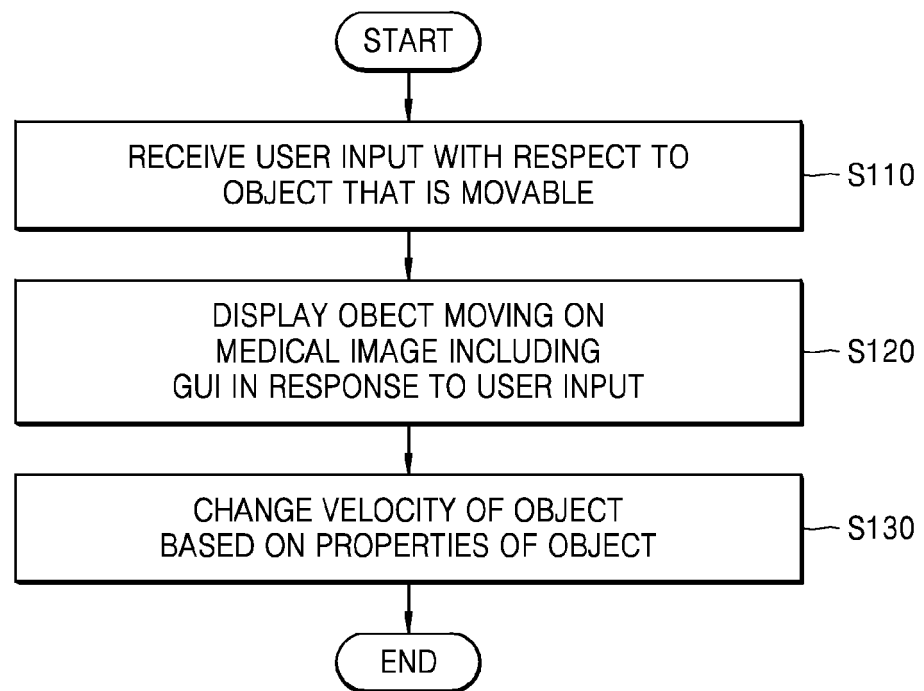 START
RECEIVE USER INPUT WITH RESPECT TO
OBJECT THAT IS MOVABLE
S110
DISPLAY OBECT MOVING ON
MEDICAL IMAGE INCLUDING
GUI IN RESPONSE TO USER INPUT
S120
CHANGE VELOCITY OF OBJECT
BASED ON PROPERTIES OF OBJECT
S130
END